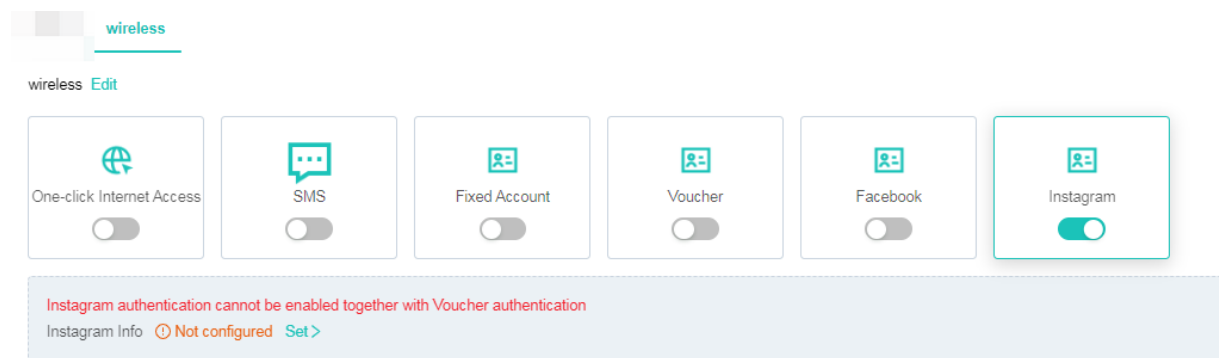 wireless
wireless Edit
One-click Internet Access
SMS
Fixed Account
Voucher
Facebook
Instagram
Instagram authentication cannot be enabled together with Voucher authentication
Instagram Info Not configured Set >